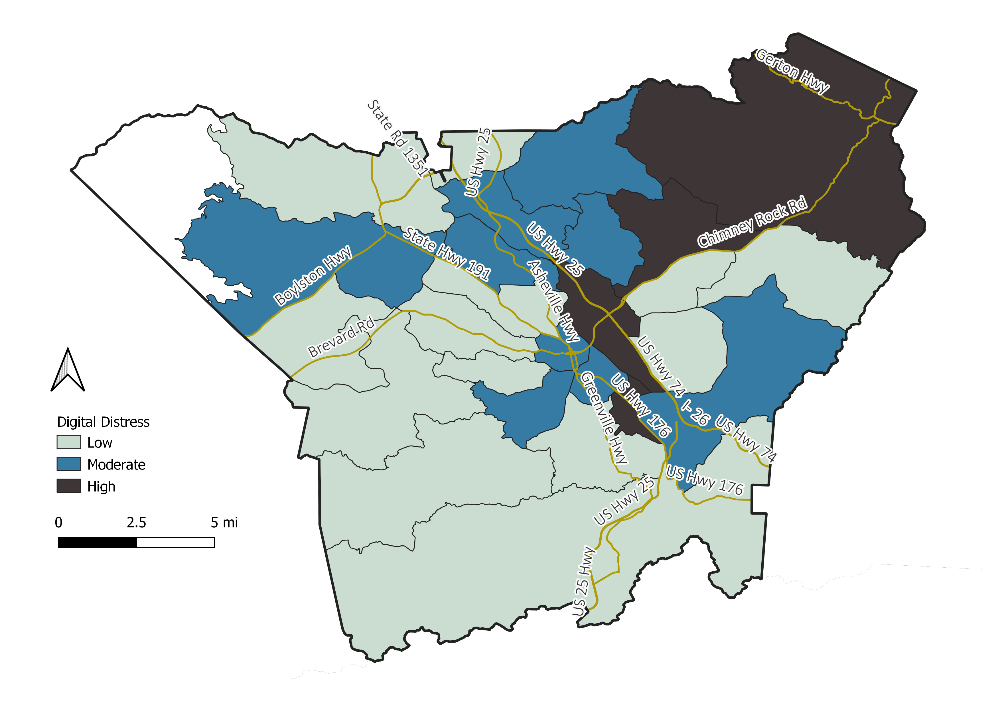 Gerton Hwy
State Rd 1351
US Hwy 25
Chimney Rock Rd
US Hwy 25
State Hwy 191
Boylston Hwy
Asheville Hwy
Brevard Rd
US Hwy 74
Greenville Hwy
US Hwy 176
I- 26
US Hwy 74
US Hwy 176
US Hwy 25
US 25 Hwy
Digital Distress
Low
Moderate
High
0 2.5 5 mi